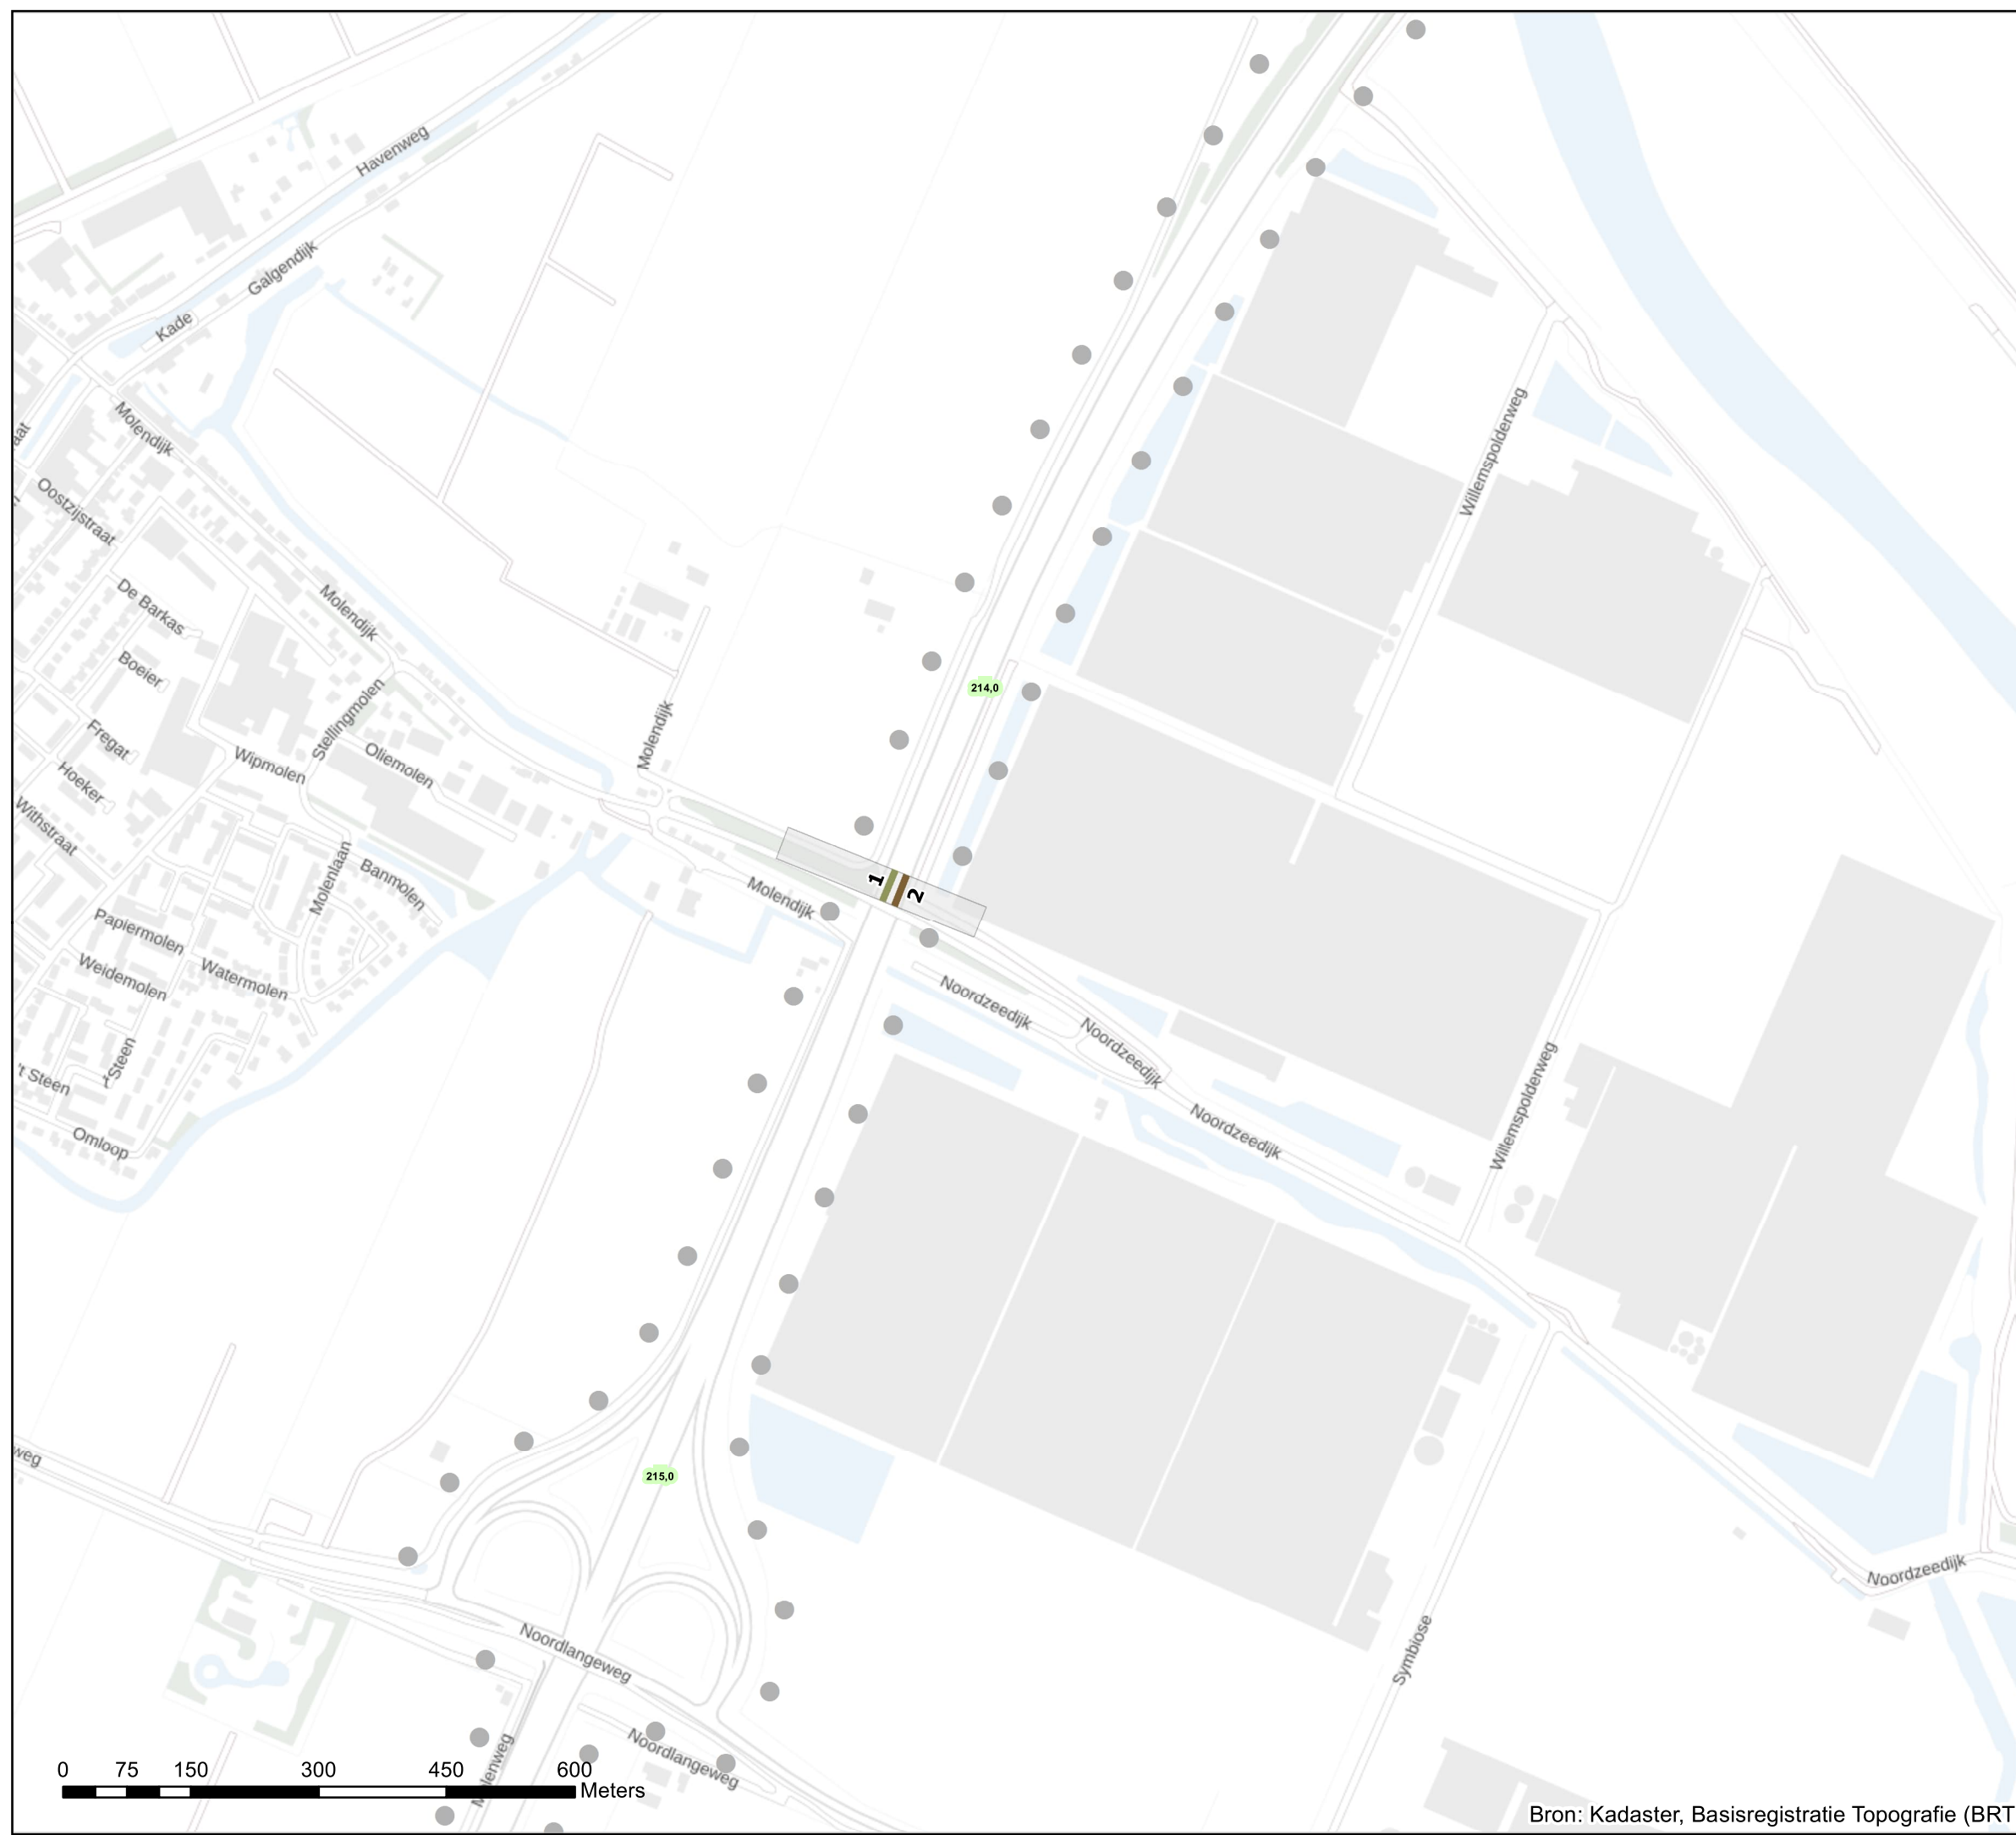 Havenweg
Galgendijk
Kade
Molendijk
aat
Oostzijstraat
De Barkas
Molendijk
Boeier
Stellingmolen
Fregat
Wipmolen
Oliemolen
Hoeker
Withstraat
Molendijk
Molenlaan
Banmolen
Papiermolen
Weidemolen
Watermolen
't Steen
't Steen
Omloop
Willemspolderweg
214,0
1
2
Molendijk
Noordzeedijk
Noordzeedijk
Noordzeedijk
Willemspolderweg
weg
215,0
Noordlangeweg
Noordlangeweg
Noordzeedijk
Symbiose
0 75 150 300 450 600
Meters
Bron: Kadaster, Basisregistratie Topografie (BRT